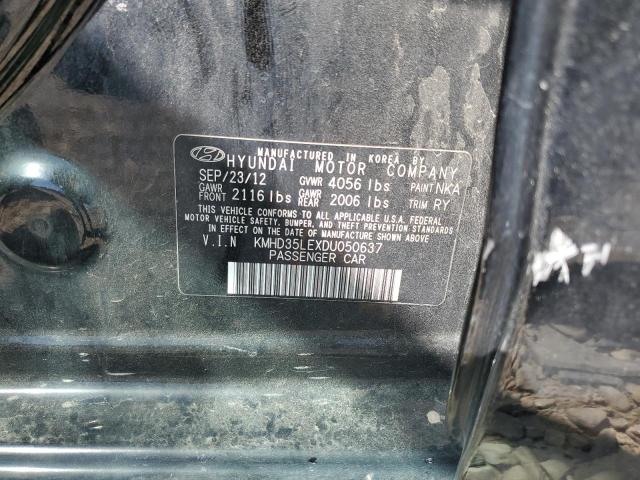 MANUFACTURED IN KOREA BY
HYUNDAI MOTOR COMPANY
SEP/23/12 GVWR 4056 lbs PAINT NKA
GAWR FRONT 2116 lbs GAWR REAR 2006 lbs TRIM RY
THIS VEHICLE CONFORMS TO ALL APPLICABLE U.S.A. FEDERAL
MOTOR VEHICLE SAFETY, BUMPER, AND THEFT PREVENTION STANDARDS
IN EFFECT ON THE DATE OF MANUFACTURE SHOWN ABOVE.
V.I.N KMHD35LEXDU050637
PASSENGER CAR